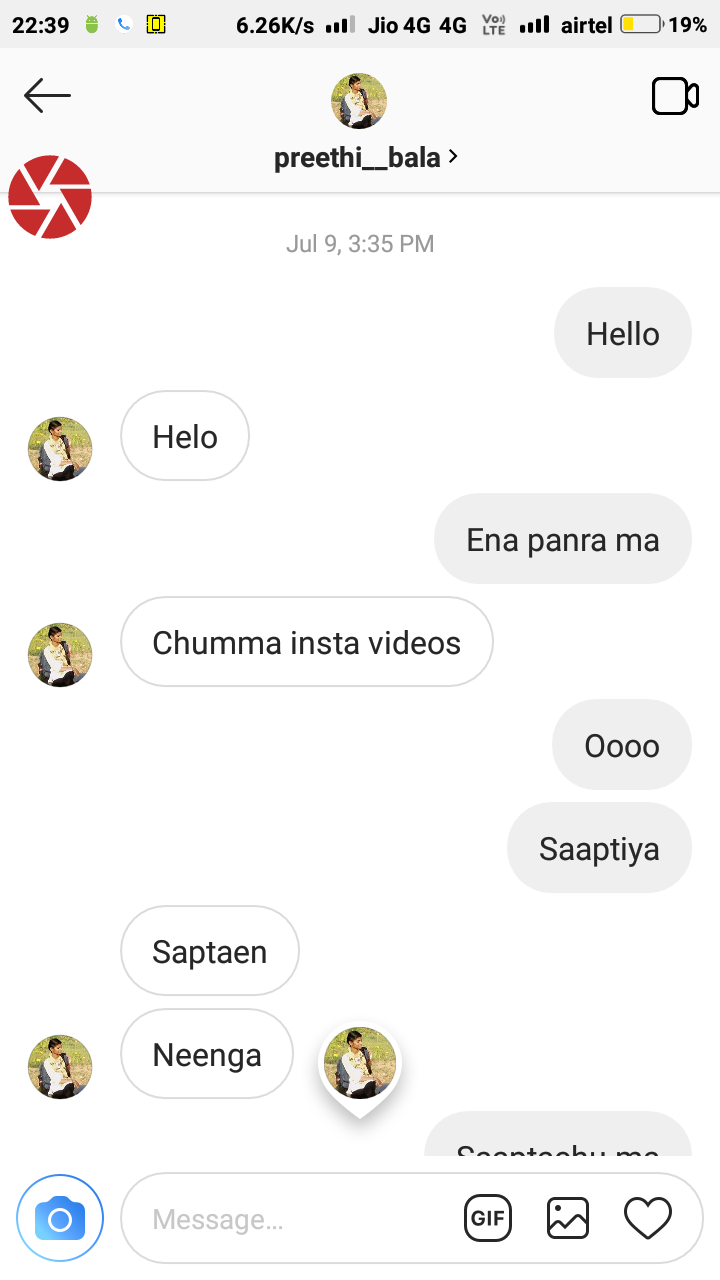 22:39 6.26K/s Jio 4G 4G Vo) LTE airtel 19%
preethi__bala
Jul 9, 3:35 PM
Hello
Helo
Ena panra ma
Chumma insta videos
Oooo
Saaptiya
Saptaen
Neenga
Message...
GIF